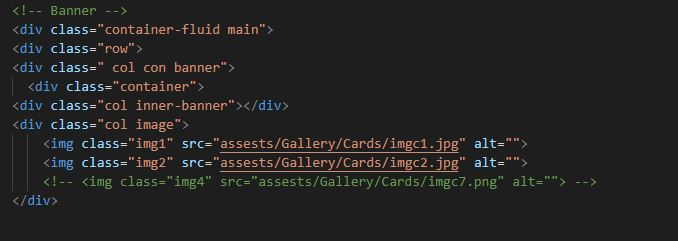 <!-- Banner -->
<div class="container-fluid main">
<div class="row">
<div class=" col con banner">
<div class="container">
<div class="col inner-banner"></div>
<div class="col image">
<img class="img1" src="assests/Gallery/Cards/imgc1.jpg" alt="">
<img class="img2" src="assests/Gallery/Cards/imgc2.jpg" alt="">
<!-- <img class="img4" src="assests/Gallery/Cards/imgc7.png" alt=""> -->
</div>